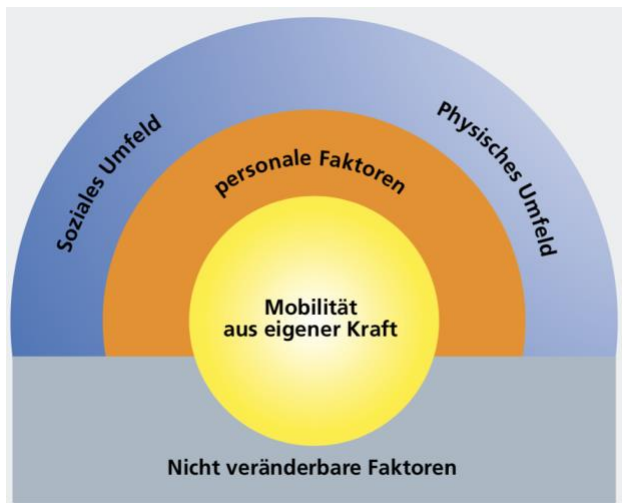 Soziales Umfeld
Physisches Umfeld
personale Faktoren
Mobilität
aus eigener Kraft
Nicht veränderbare Faktoren